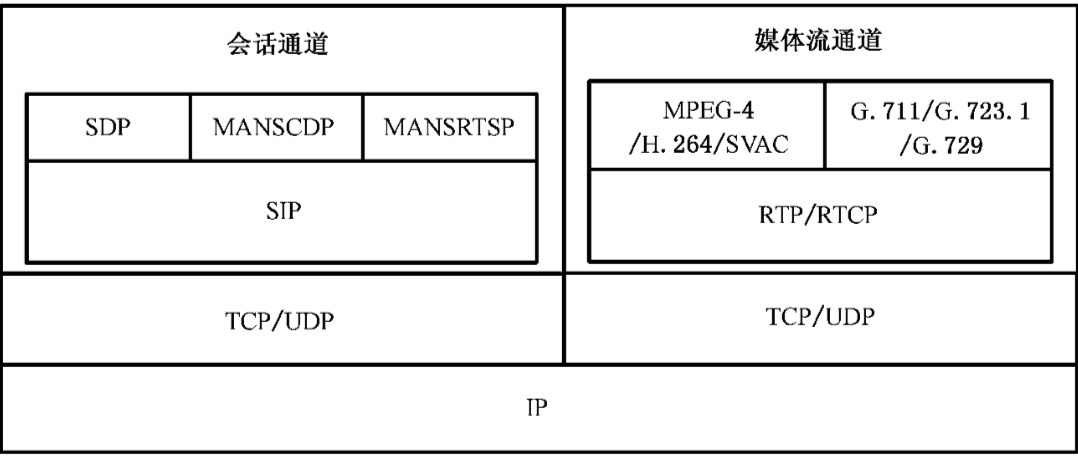 会话通道
媒体流通道
SDP
MANSCDP
MANSRTSP
MPEG-4
/H. 264/SVAC
G. 711/G. 723. 1
/G. 729
SIP
RTP/RTCP
TCP/UDP
TCP/UDP
IP